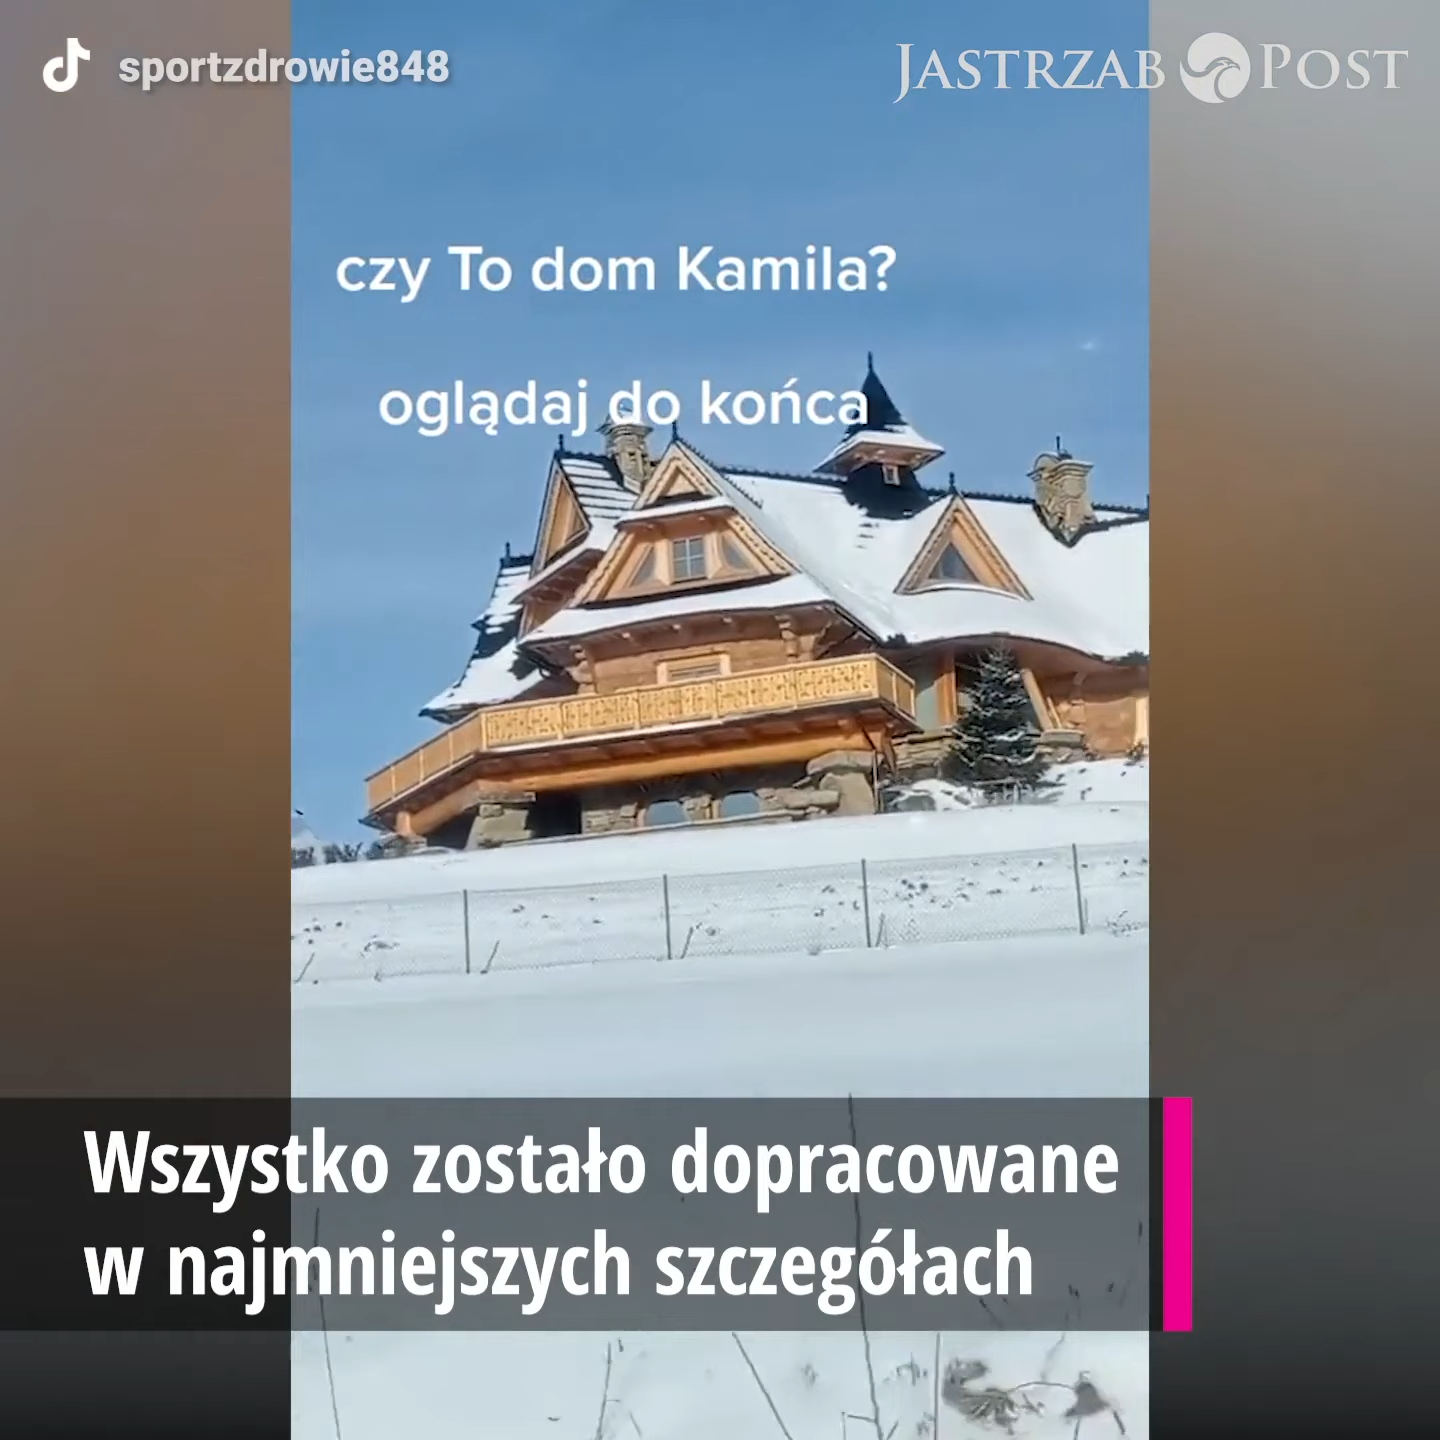 sportzdrowie848
JASTRZAB POST
czy To dom Kamila?
oglądaj do końca
Wszystko zostało dopracowane
w najmniejszych szczegółach